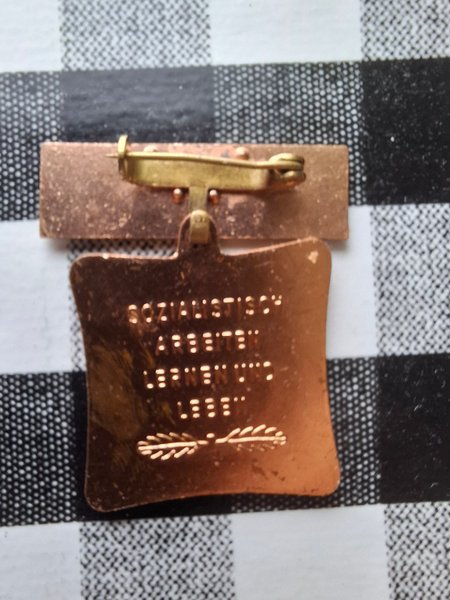 SOZIALISTISCH
ARBEITEN
LERNEN UND
LEBEN